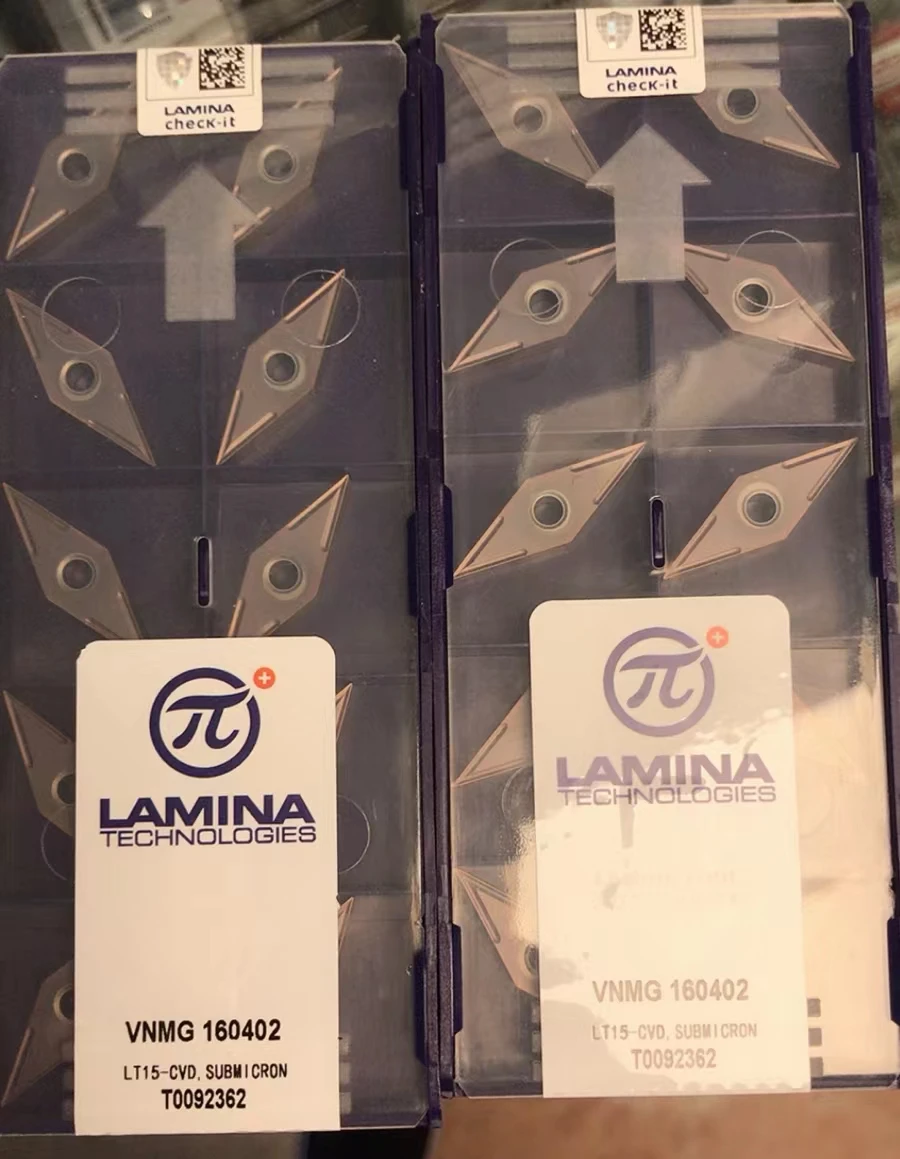 LAMINA
check-it
π
LAMINA
TECHNOLOGIES
VNMG 160402
LT15-CVD, SUBMICRON
T0092362
LAMINA
check-it
π
LAMINA
TECHNOLOGIES
VNMG 160402
LT15-CVD, SUBMICRON
T0092362